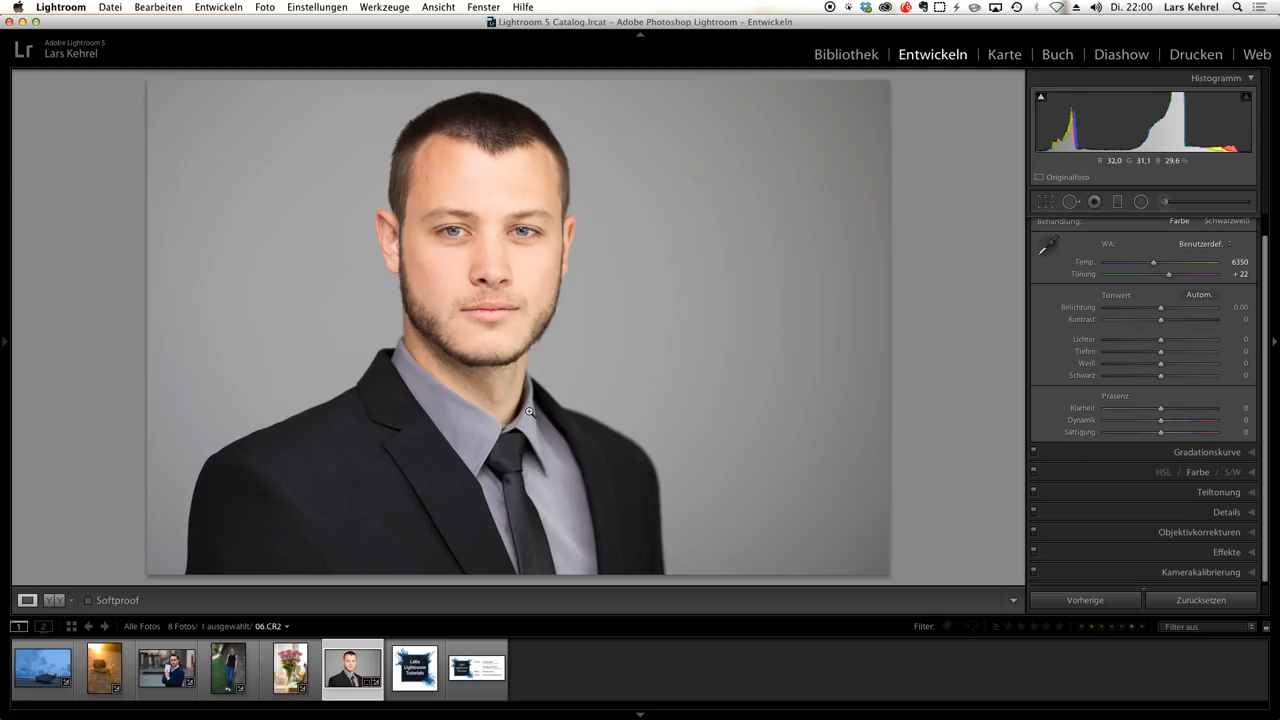 Lightroom Datei Bearbeiten Entwickeln Foto Einstellungen Werkzeuge Ansicht Fenster Hilfe Di. 22:00 Lars Kehrel
Lightroom 5 Catalog.lrcat – Adobe Photoshop Lightroom – Entwickeln
Lr Adobe Lightroom 5
Lars Kehrel
Bibliothek Entwickeln Karte Buch Diashow Drucken Web
Histogramm
R 32,0 G 31,1 B 29,6 %
Originalfoto
Behandlung: Farbe Schwarzweiß
WA: Benutzerdef.
Temp. 6350
Tönung + 22
Tonwert Autom.
Belichtung 0,00
Kontrast 0
Lichter 0
Tiefen 0
Weiß 0
Schwarz 0
Präsenz
Klarheit 0
Dynamik 0
Sättigung 0
Gradationskurve
HSL / Farbe / S/W
Teiltonung
Details
Objektivkorrekturen
Effekte
Kamerakalibrierung
YY Softproof Vorherige Zurücksetzen
1 2 Alle Fotos 8 Fotos/ 1 ausgewählt/ 06.CR2 Filter: Filter aus
Lightroom
Tutorials